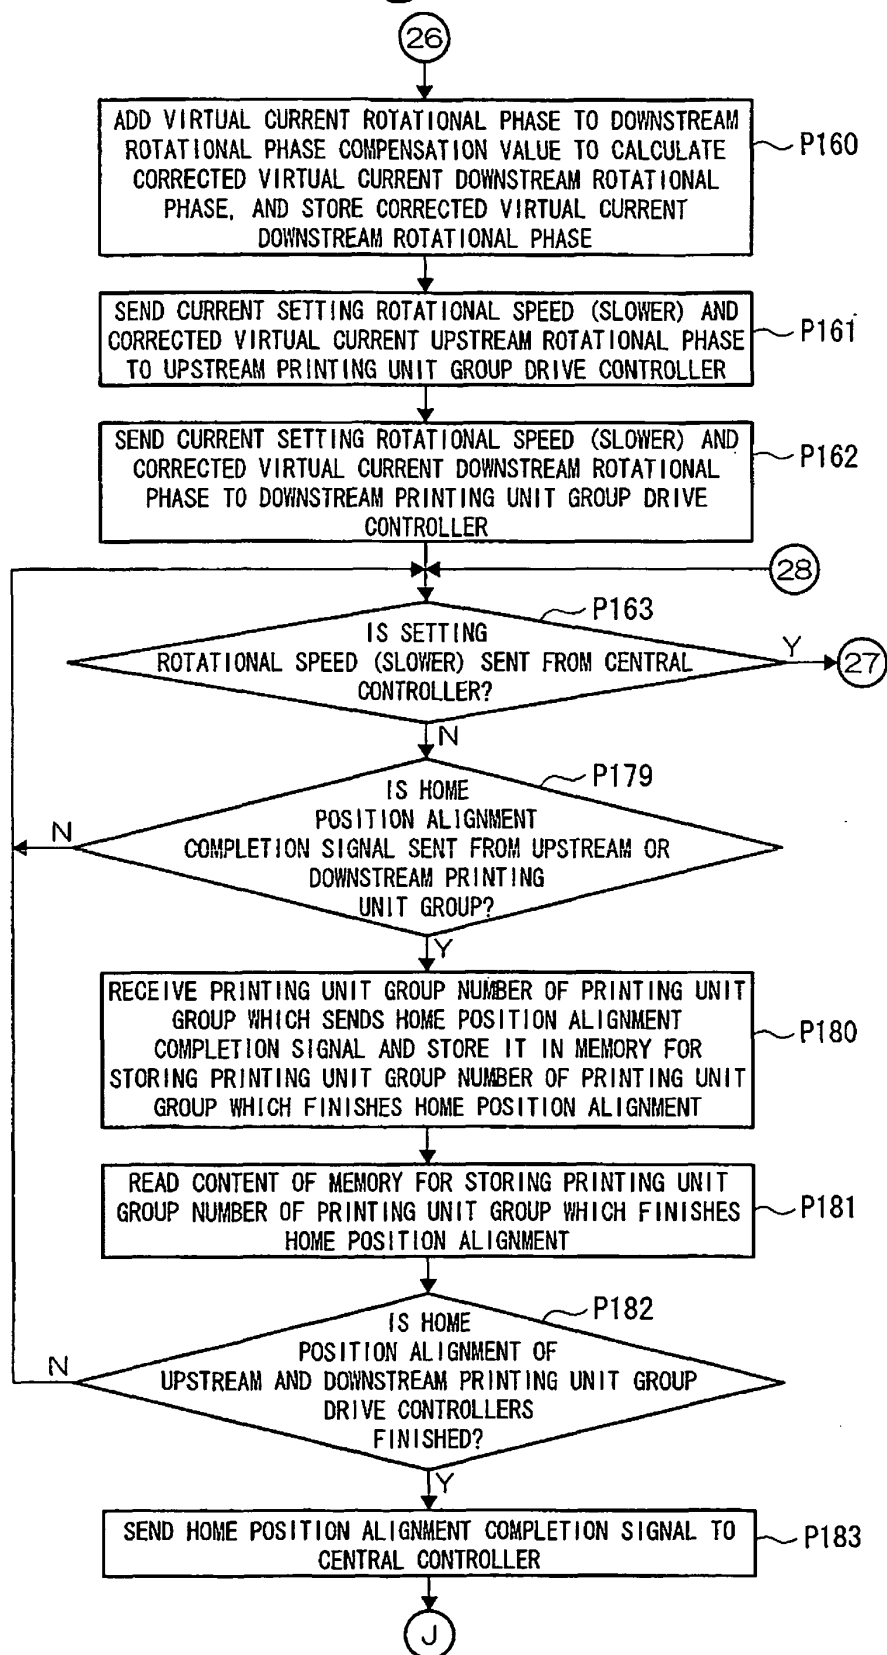 26
ADD VIRTUAL CURRENT ROTATIONAL PHASE TO DOWNSTREAM
ROTATIONAL PHASE COMPENSATION VALUE TO CALCULATE
CORRECTED VIRTUAL CURRENT DOWNSTREAM ROTATIONAL
PHASE, AND STORE CORRECTED VIRTUAL CURRENT
DOWNSTREAM ROTATIONAL PHASE
P160
SEND CURRENT SETTING ROTATIONAL SPEED (SLOWER) AND
CORRECTED VIRTUAL CURRENT UPSTREAM ROTATIONAL PHASE
TO UPSTREAM PRINTING UNIT GROUP DRIVE CONTROLLER
P161
SEND CURRENT SETTING ROTATIONAL SPEED (SLOWER) AND
CORRECTED VIRTUAL CURRENT DOWNSTREAM ROTATIONAL
PHASE TO DOWNSTREAM PRINTING UNIT GROUP DRIVE
CONTROLLER
P162
28
P163
IS SETTING
ROTATIONAL SPEED (SLOWER) SENT FROM CENTRAL
CONTROLLER?
Y
27
N
P179
IS HOME
POSITION ALIGNMENT
COMPLETION SIGNAL SENT FROM UPSTREAM OR
DOWNSTREAM PRINTING
UNIT GROUP?
N
Y
RECEIVE PRINTING UNIT GROUP NUMBER OF PRINTING UNIT
GROUP WHICH SENDS HOME POSITION ALIGNMENT
COMPLETION SIGNAL AND STORE IT IN MEMORY FOR
STORING PRINTING UNIT GROUP NUMBER OF PRINTING UNIT
GROUP WHICH FINISHES HOME POSITION ALIGNMENT
P180
READ CONTENT OF MEMORY FOR STORING PRINTING UNIT
GROUP NUMBER OF PRINTING UNIT GROUP WHICH FINISHES
HOME POSITION ALIGNMENT
P181
P182
IS HOME
POSITION ALIGNMENT OF
UPSTREAM AND DOWNSTREAM PRINTING UNIT GROUP
DRIVE CONTROLLERS
FINISHED?
N
Y
SEND HOME POSITION ALIGNMENT COMPLETION SIGNAL TO
CENTRAL CONTROLLER
P183
J